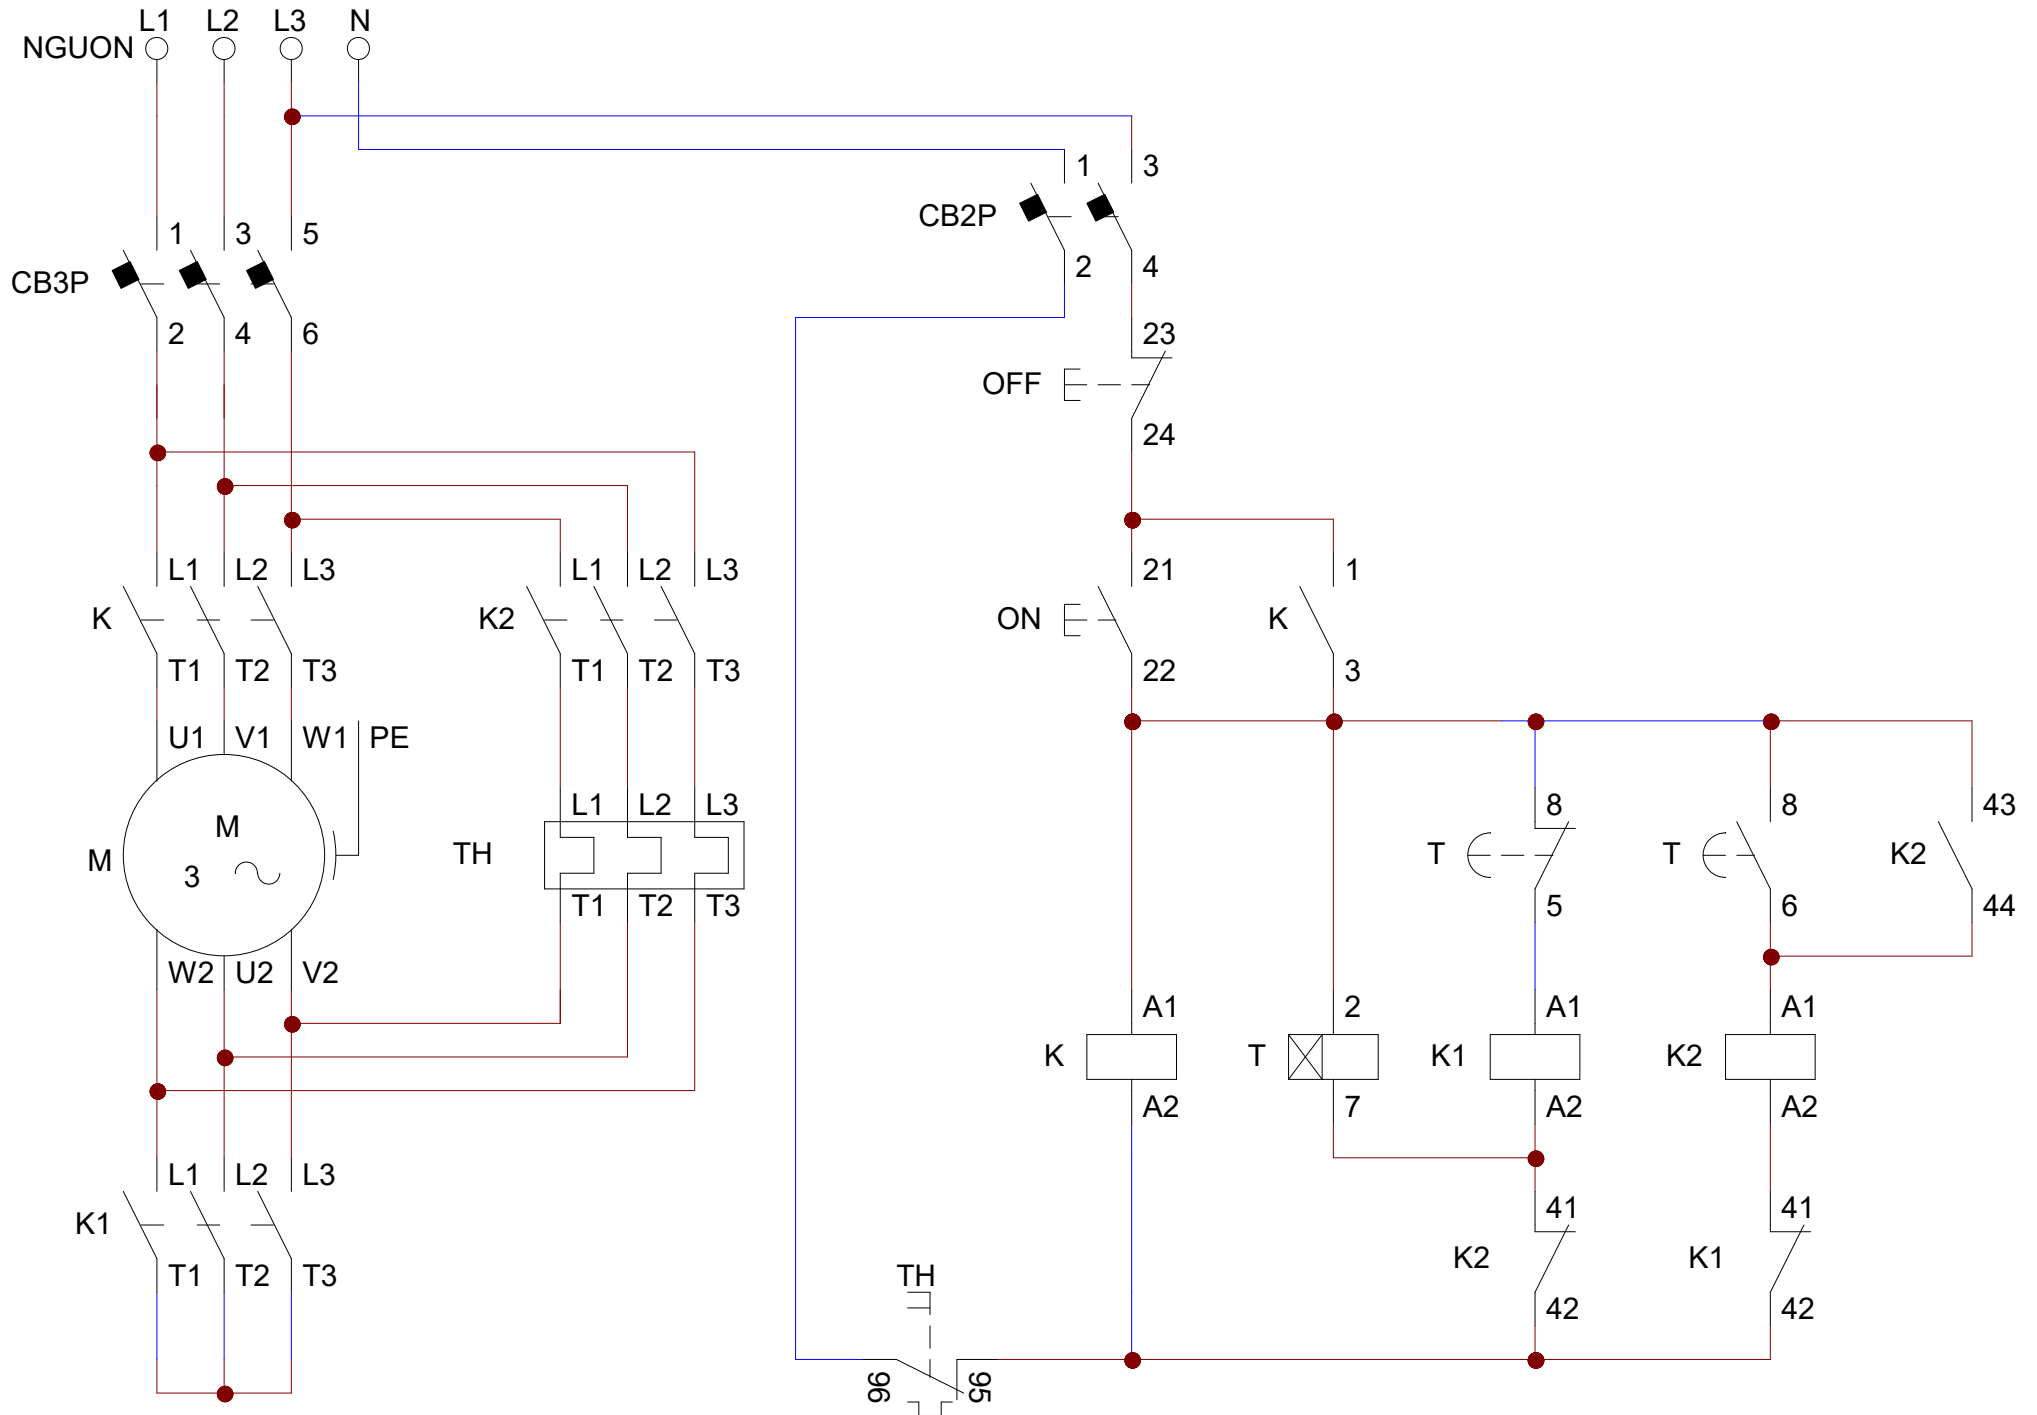 L1 L2 L3 N
NGUON
1 3
CB2P
2 4
1 3 5
CB3P
2 4 6
23
OFF
24
L1 L2 L3 L1 L2 L3 21 1
K K2 ON K
T1 T2 T3 T1 T2 T3 22 3
U1 V1 W1 PE
L1 L2 L3 8 8 43
M
M 3 TH T T K2
T1 T2 T3 5 6 44
W2 U2 V2
A1 2 A1 A1
K T K1 K2
A2 7 A2 A2
L1 L2 L3 41 41
K1 K2 K1
T1 T2 T3 42 42
TH
96 95